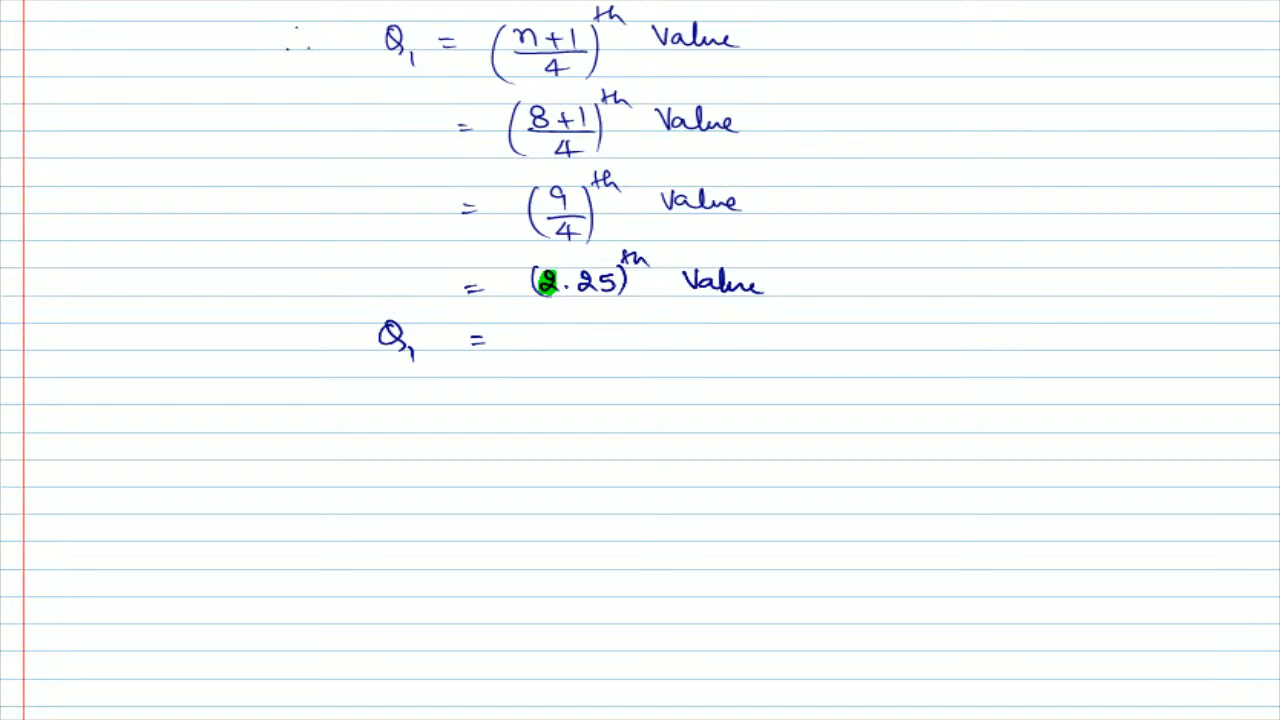 ∴ Q₁ = ((n+1)/4)ᵗʰ Value
= ((8+1)/4)ᵗʰ Value
= (9/4)ᵗʰ Value
= (2.25)ᵗʰ Value
Q₁ =